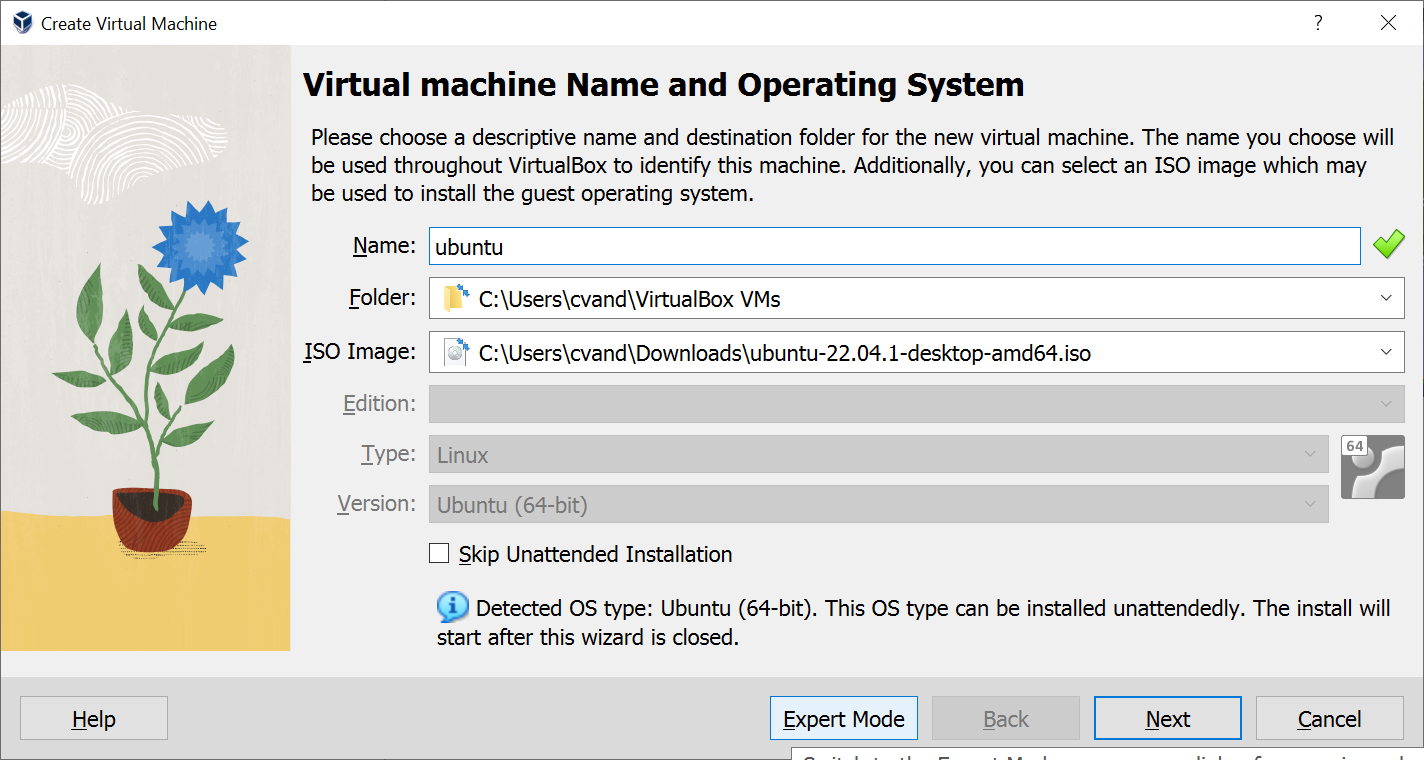 Create Virtual Machine
?
Virtual machine Name and Operating System
Please choose a descriptive name and destination folder for the new virtual machine. The name you choose will
be used throughout VirtualBox to identify this machine. Additionally, you can select an ISO image which may
be used to install the guest operating system.
Name: ubuntu
Folder: C:\Users\cvand\VirtualBox VMs
ISO Image: C:\Users\cvand\Downloads\ubuntu-22.04.1-desktop-amd64.iso
Edition:
Type: Linux
64
Version: Ubuntu (64-bit)
Skip Unattended Installation
Detected OS type: Ubuntu (64-bit). This OS type can be installed unattendedly. The install will
start after this wizard is closed.
Help Expert Mode Back Next Cancel